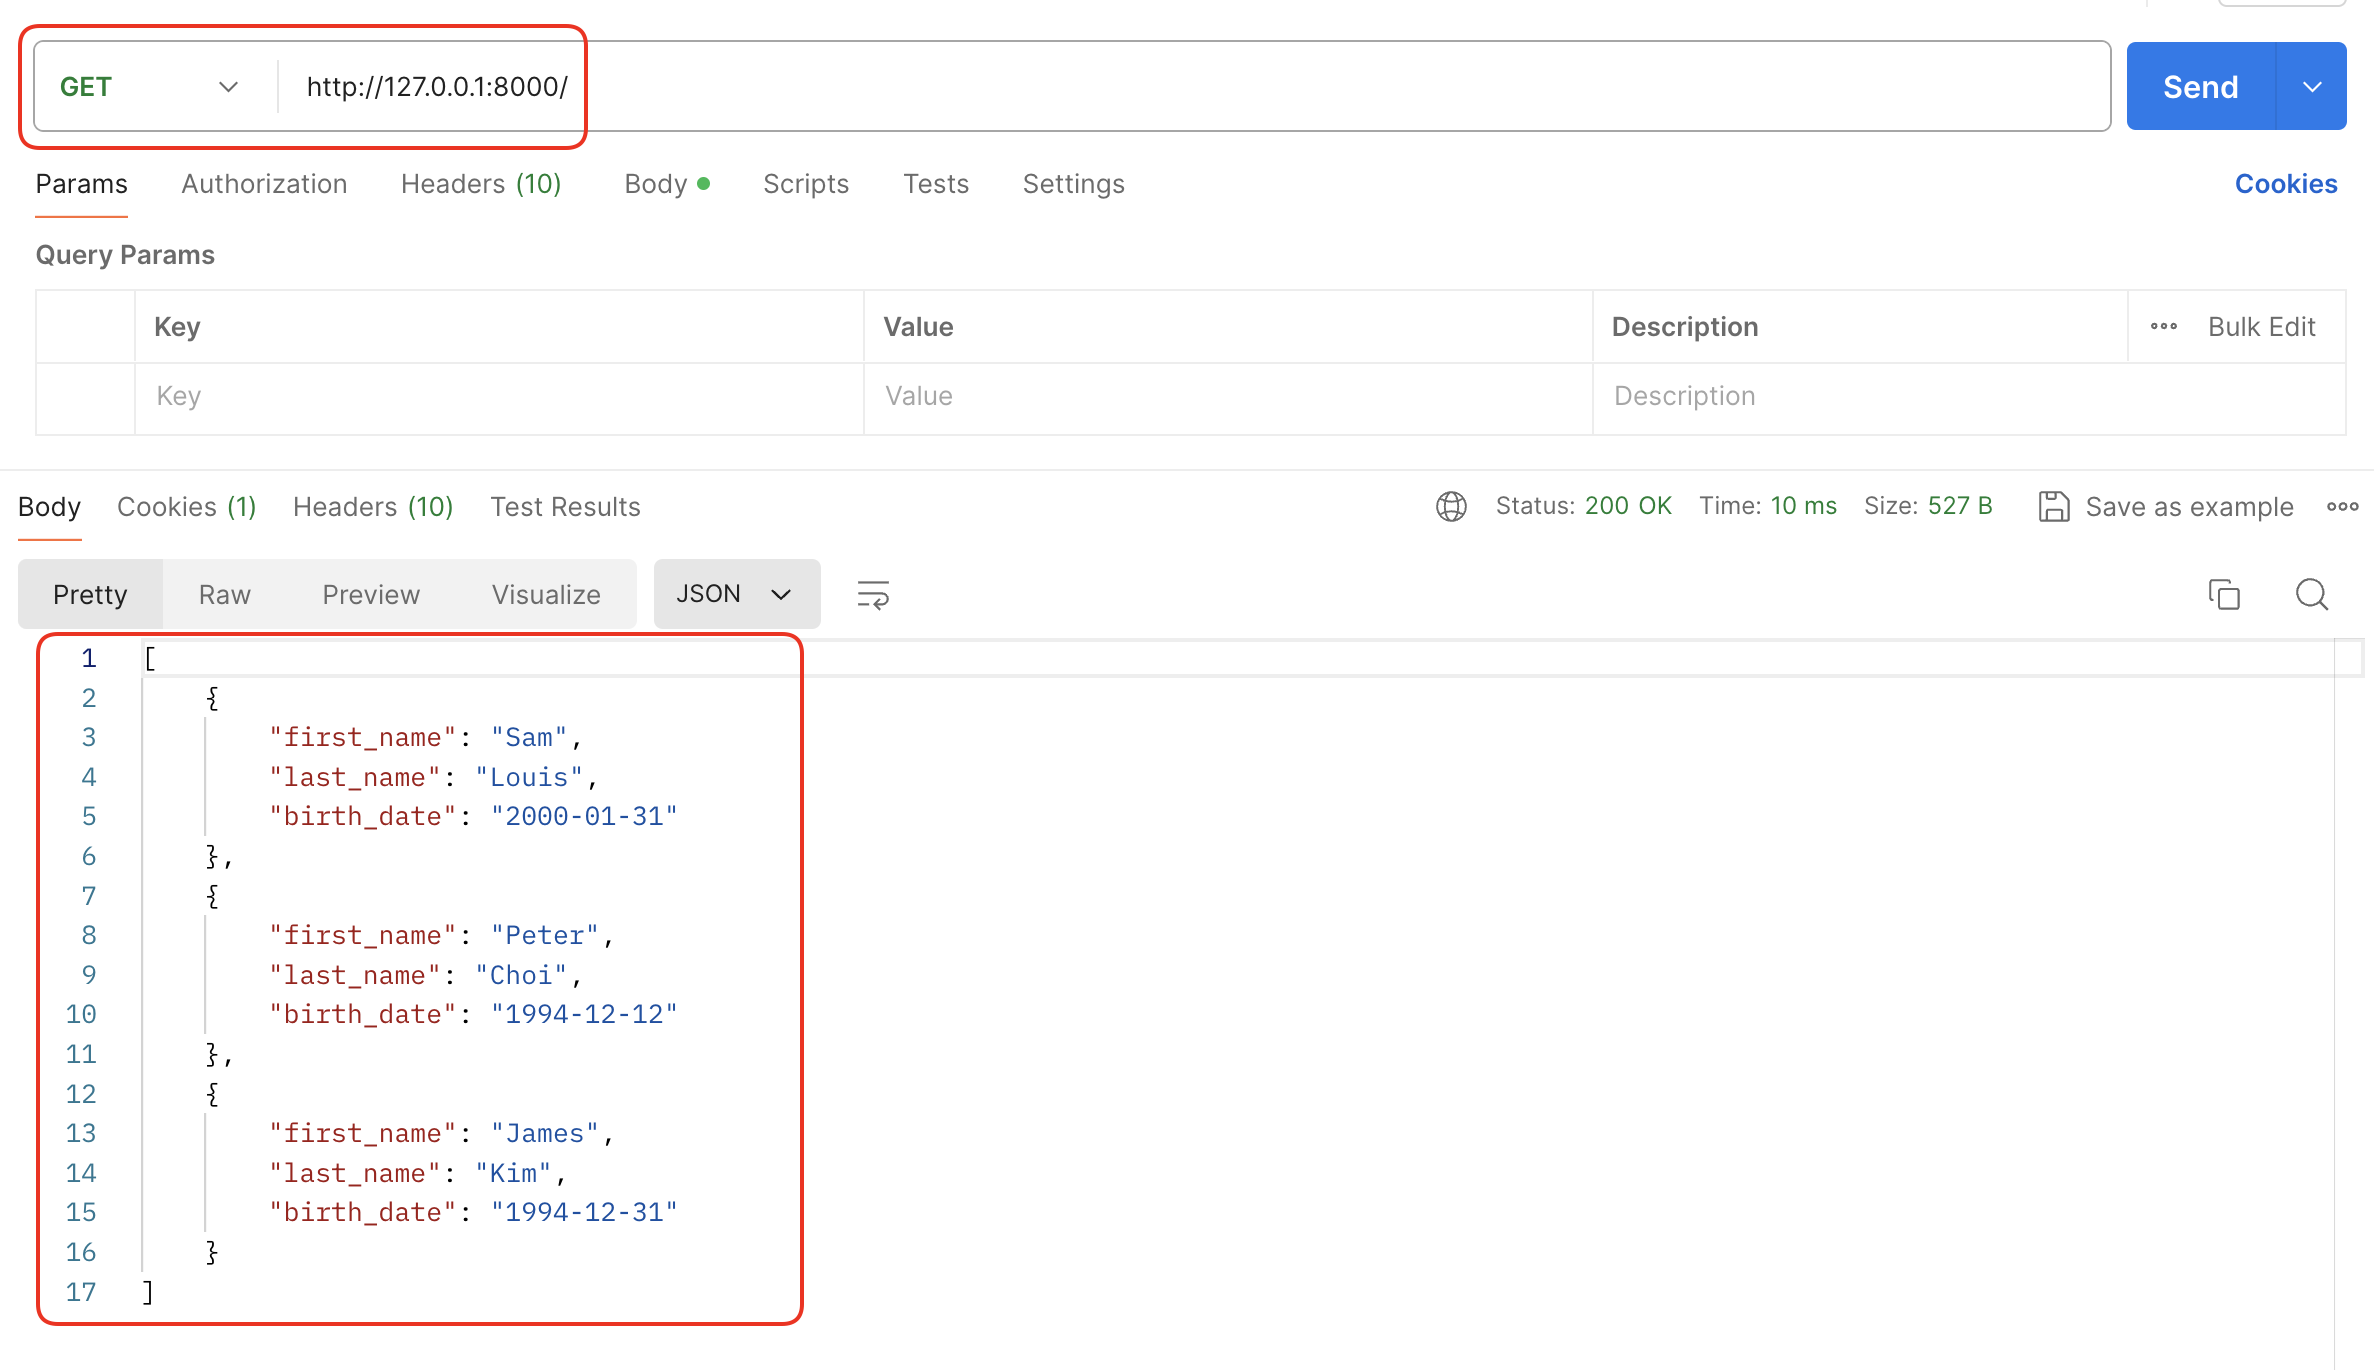 GET http://127.0.0.1:8000/ Send
Params Authorization Headers (10) Body Scripts Tests Settings Cookies
Query Params
Key Value Description Bulk Edit
Key Value Description
Body Cookies (1) Headers (10) Test Results Status: 200 OK Time: 10 ms Size: 527 B Save as example
Pretty Raw Preview Visualize JSON
1 [
2 {
3 "first_name": "Sam",
4 "last_name": "Louis",
5 "birth_date": "2000-01-31"
6 },
7 {
8 "first_name": "Peter",
9 "last_name": "Choi",
10 "birth_date": "1994-12-12"
11 },
12 {
13 "first_name": "James",
14 "last_name": "Kim",
15 "birth_date": "1994-12-31"
16 }
17 ]